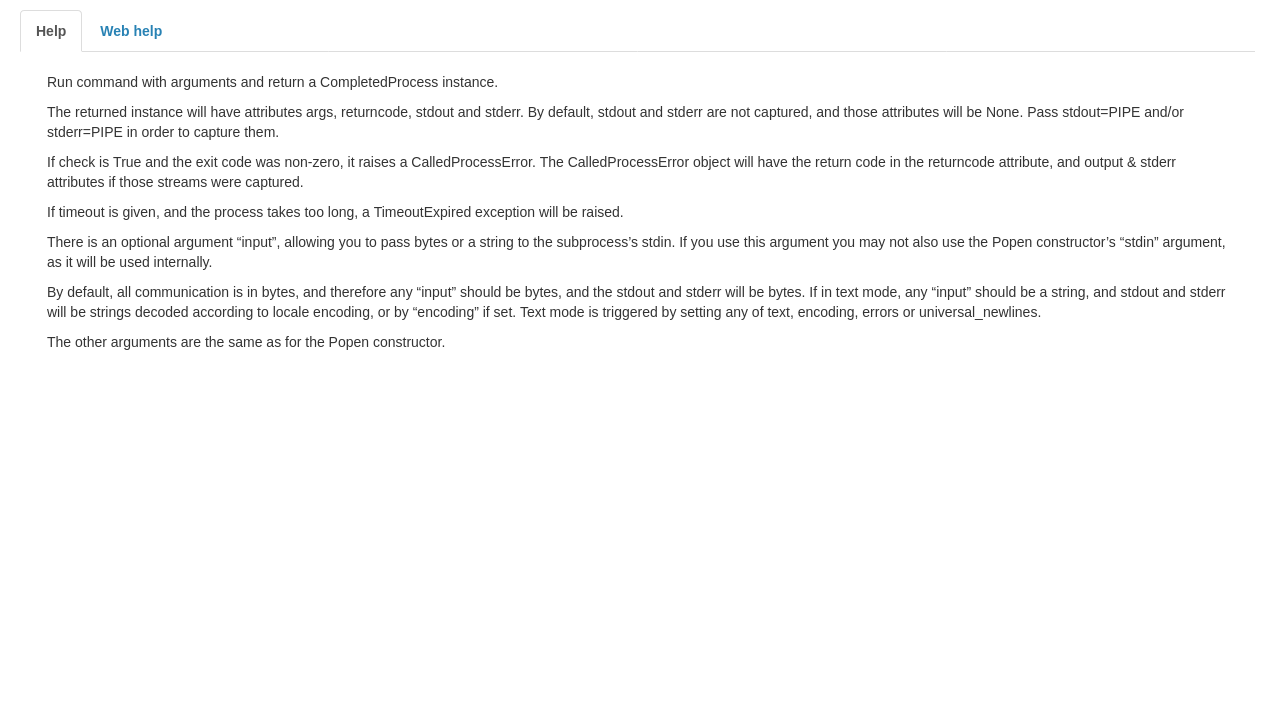 Help
Web help
Run command with arguments and return a CompletedProcess instance.
The returned instance will have attributes args, returncode, stdout and stderr. By default, stdout and stderr are not captured, and those attributes will be None. Pass stdout=PIPE and/or
stderr=PIPE in order to capture them.
If check is True and the exit code was non-zero, it raises a CalledProcessError. The CalledProcessError object will have the return code in the returncode attribute, and output & stderr
attributes if those streams were captured.
If timeout is given, and the process takes too long, a TimeoutExpired exception will be raised.
There is an optional argument “input”, allowing you to pass bytes or a string to the subprocess’s stdin. If you use this argument you may not also use the Popen constructor’s “stdin” argument,
as it will be used internally.
By default, all communication is in bytes, and therefore any “input” should be bytes, and the stdout and stderr will be bytes. If in text mode, any “input” should be a string, and stdout and stderr
will be strings decoded according to locale encoding, or by “encoding” if set. Text mode is triggered by setting any of text, encoding, errors or universal_newlines.
The other arguments are the same as for the Popen constructor.